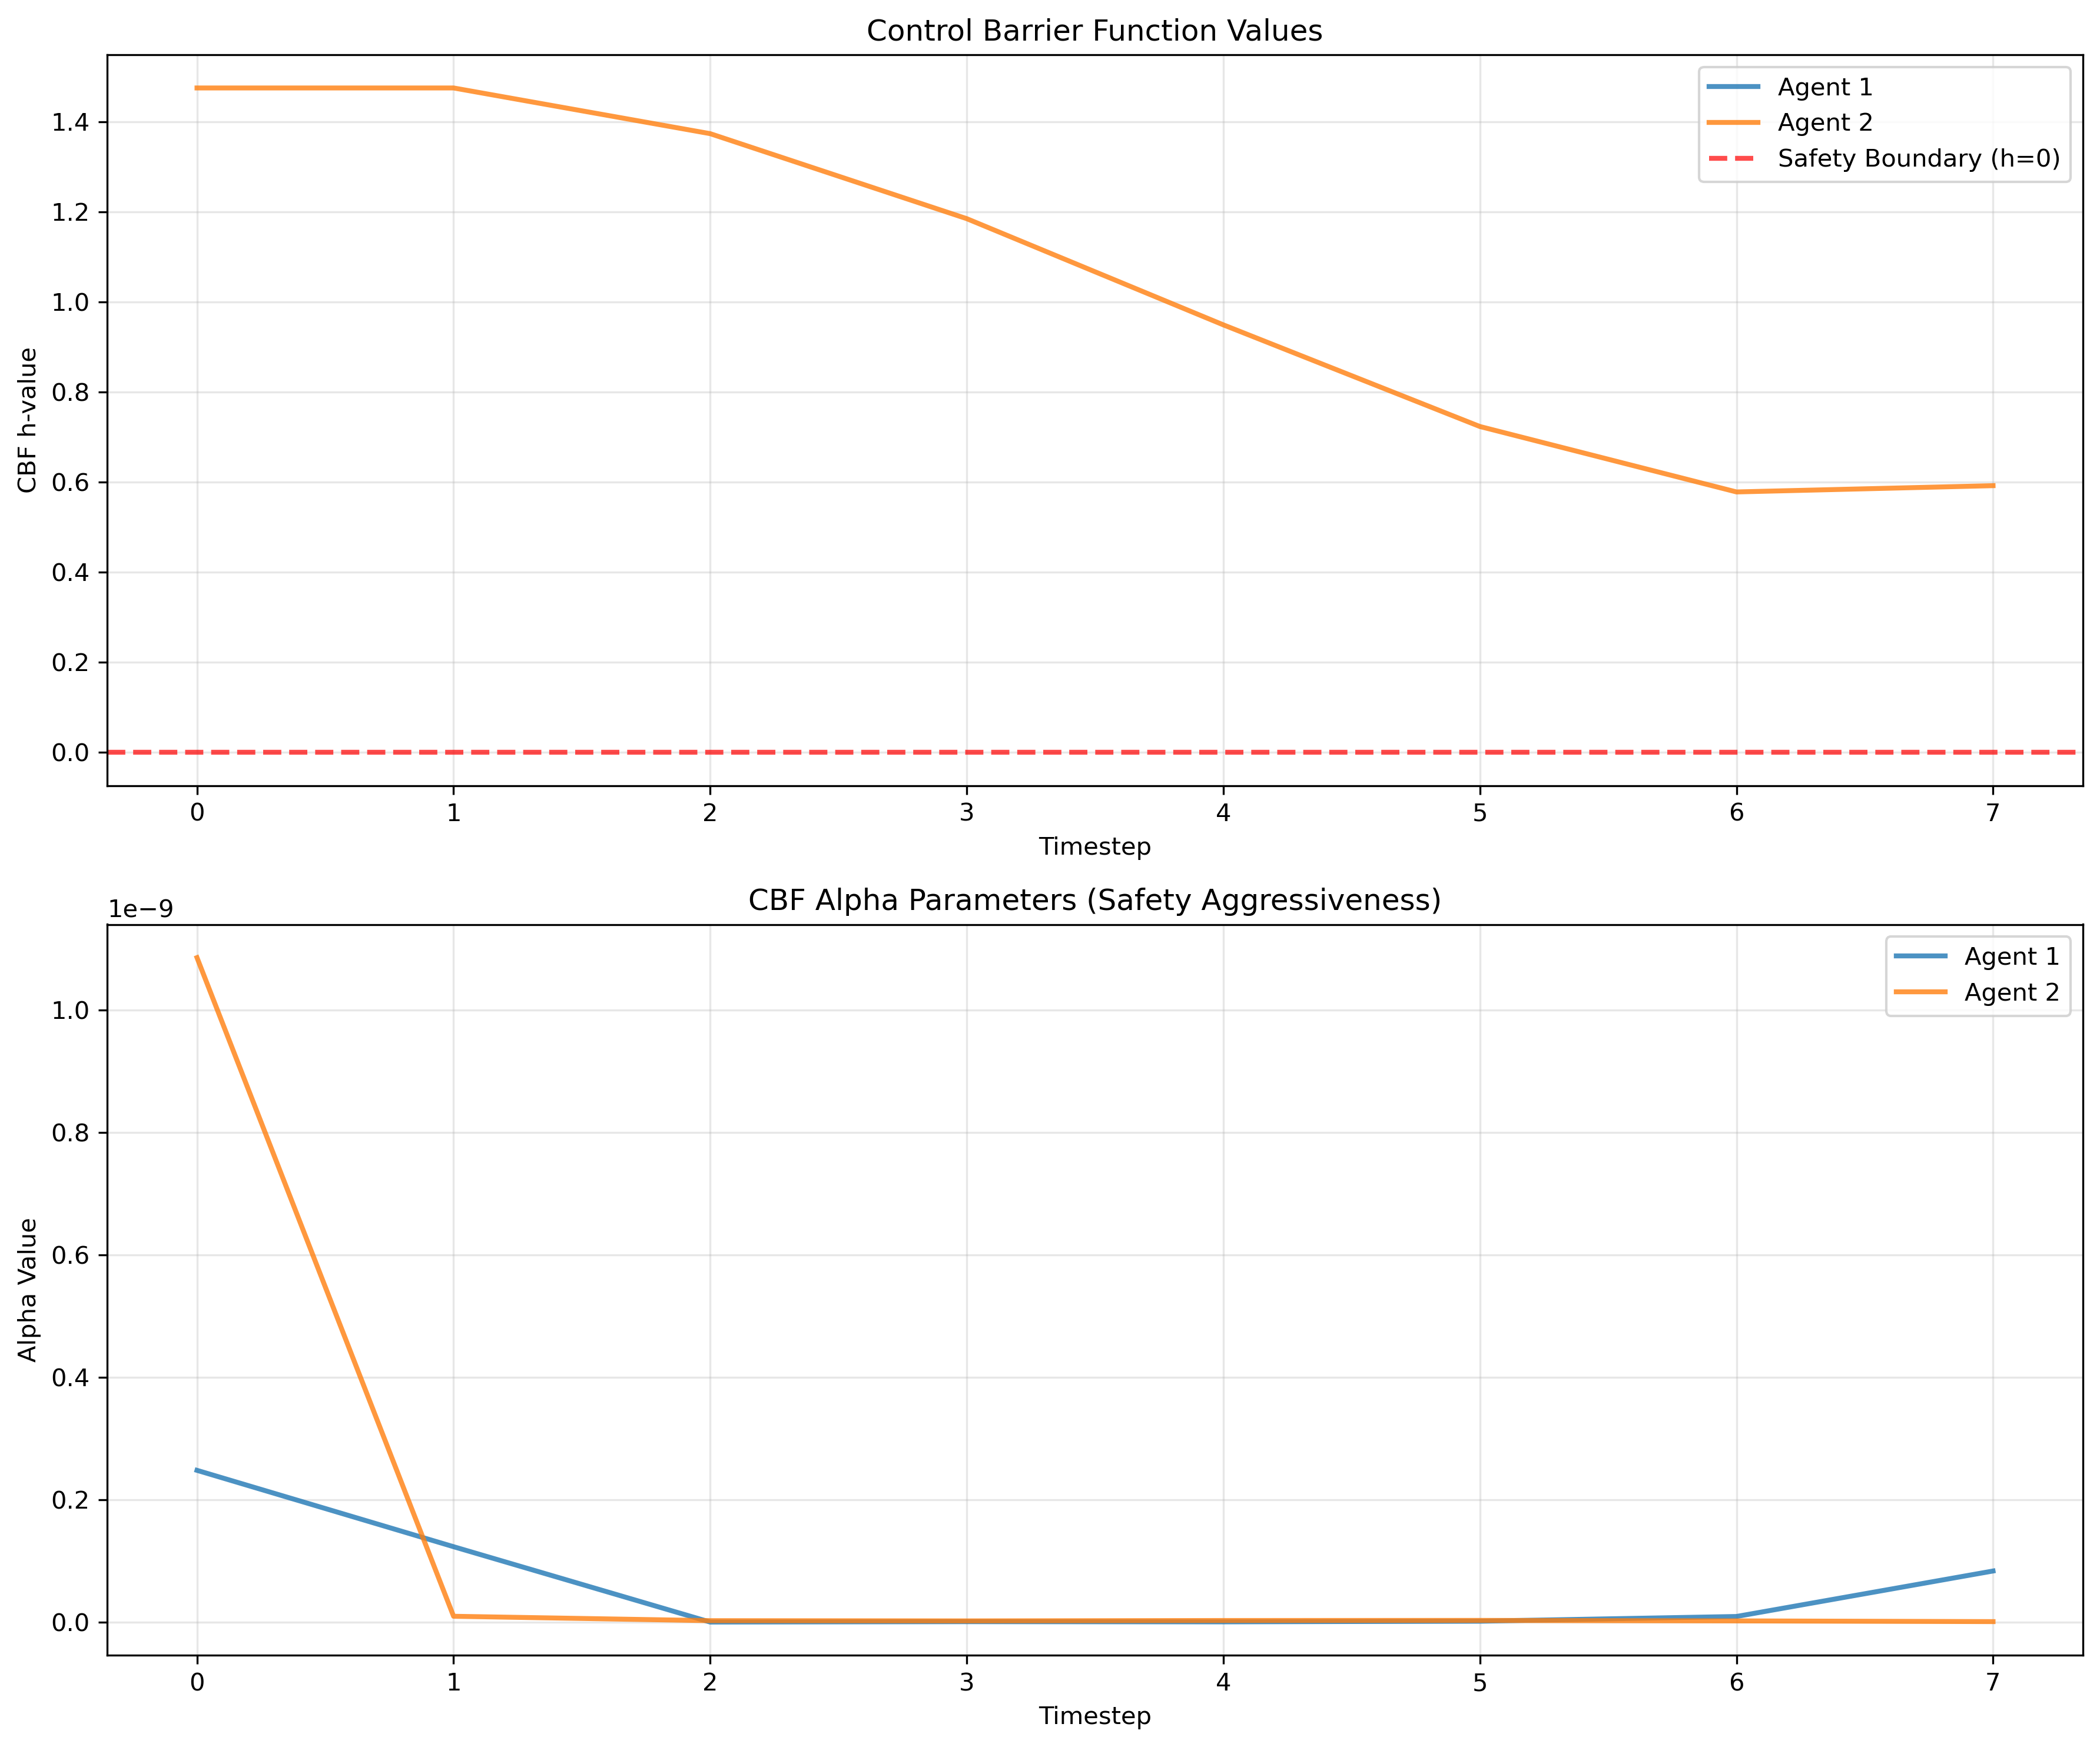 Control Barrier Function Values
Agent 1
Agent 2
Safety Boundary (h=0)
CBF h-value
1.4
1.2
1.0
0.8
0.6
0.4
0.2
0.0
0 1 2 3 4 5 6 7
Timestep
CBF Alpha Parameters (Safety Aggressiveness)
1e−9
Agent 1
Agent 2
Alpha Value
1.0
0.8
0.6
0.4
0.2
0.0
0 1 2 3 4 5 6 7
Timestep